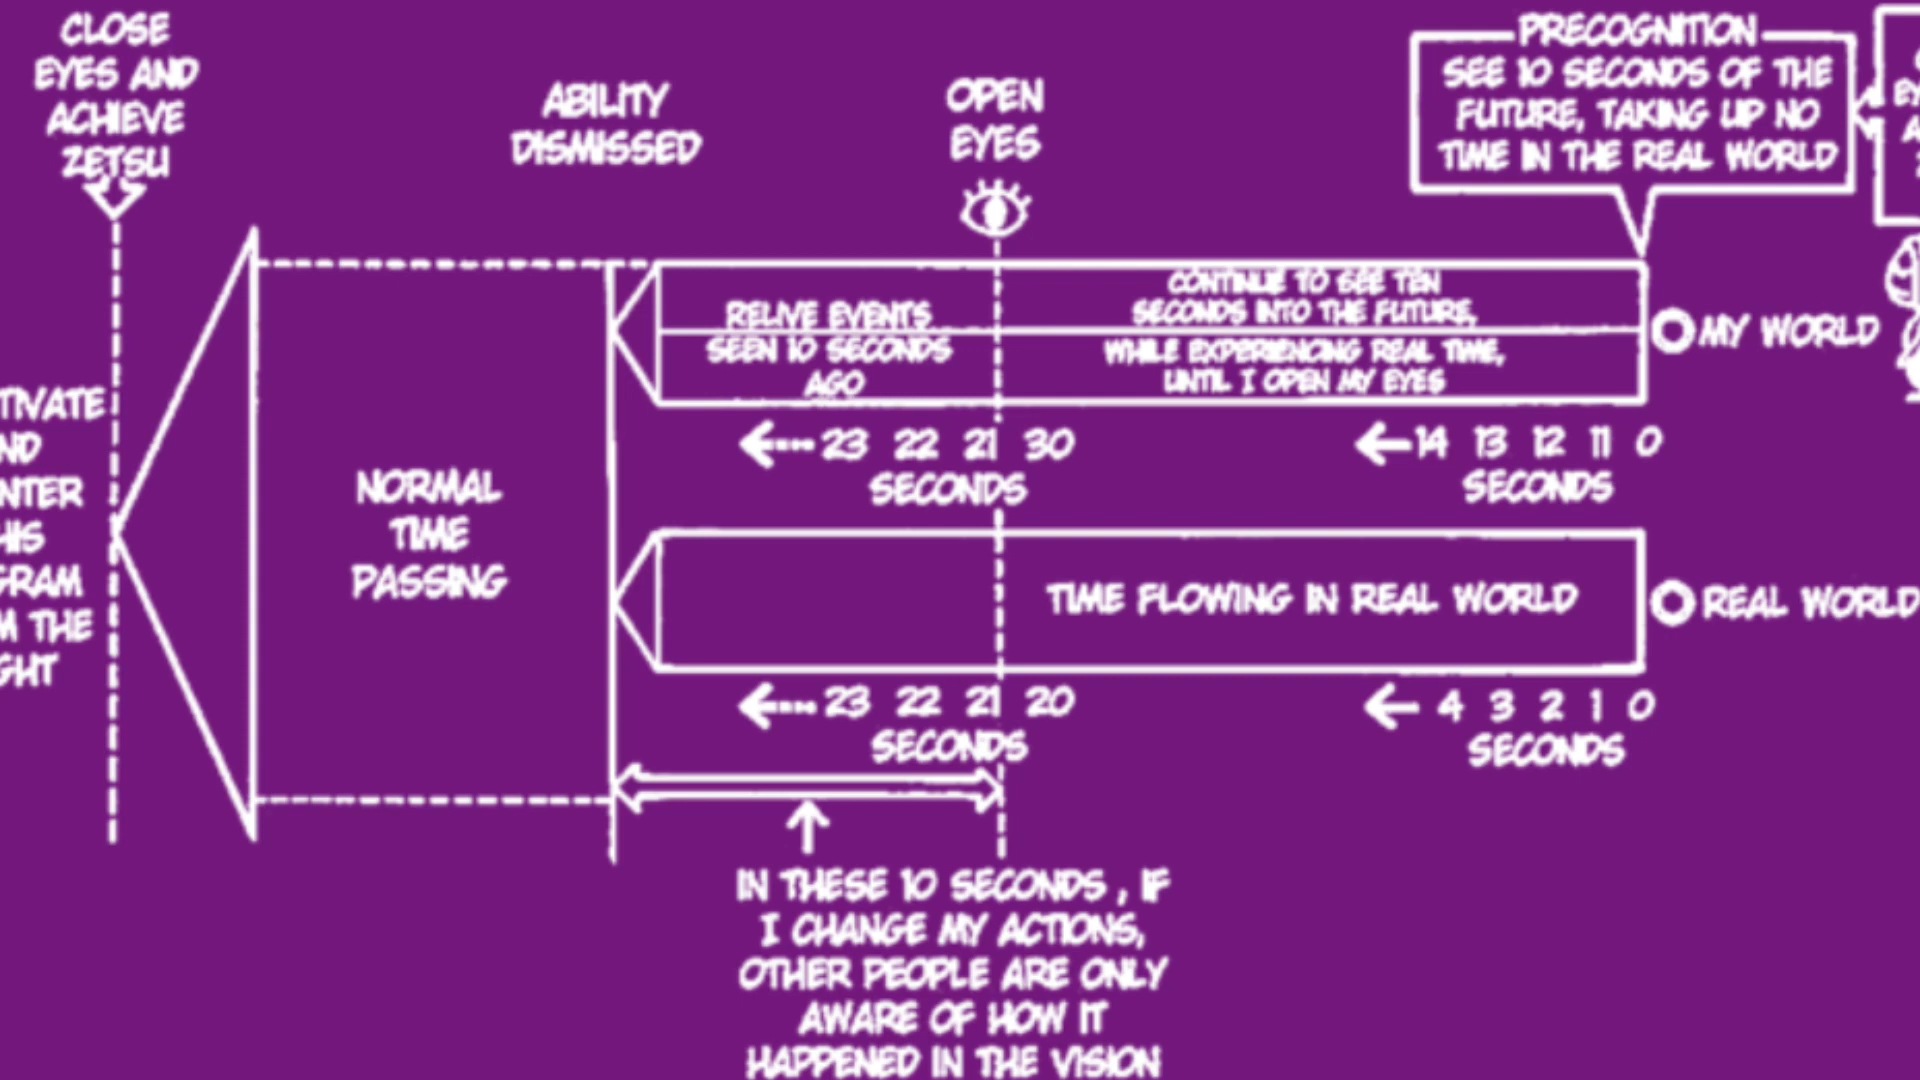 CLOSE
EYES AND
ACHIEVE
ZETSU
ABILITY
DISMISSED
OPEN
EYES
PRECOGNITION
SEE 10 SECONDS OF THE
FUTURE, TAKING UP NO
TIME IN THE REAL WORLD
CONTINUE TO SEE TEN
SECONDS INTO THE FUTURE,
WHILE EXPERIENCING REAL TIME,
UNTIL I OPEN MY EYES
RELIVE EVENTS
SEEN 10 SECONDS
AGO
MY WORLD
23 22 21 30
SECONDS
14 13 12 11 0
SECONDS
TIVATE
ND
NTER
HIS
GRAM
M THE
GHT
NORMAL
TIME
PASSING
TIME FLOWING IN REAL WORLD
REAL WORLD
23 22 21 20
SECONDS
4 3 2 1 0
SECONDS
IN THESE 10 SECONDS , IF
I CHANGE MY ACTIONS,
OTHER PEOPLE ARE ONLY
AWARE OF HOW IT
HAPPENED IN THE VISION